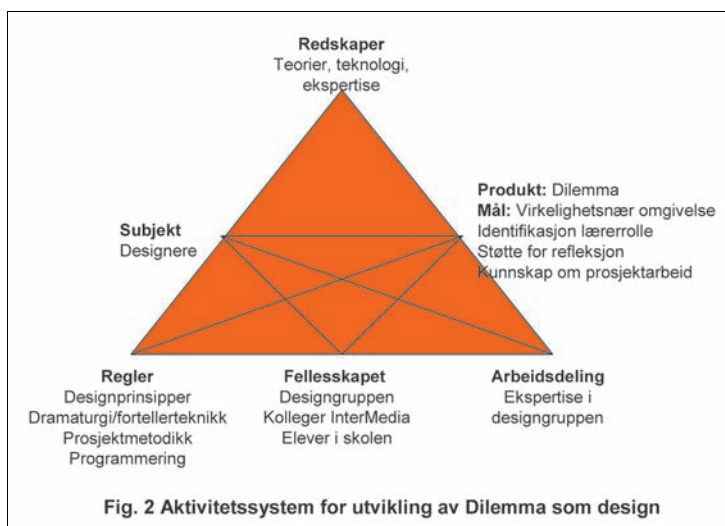 Redskaper
Teorier, teknologi,
ekspertise
Produkt: Dilemma
Mål: Virkelighetsnær omgivelse
Identifikasjon lærerrolle
Støtte for refleksjon
Kunnskap om prosjektarbeid
Subjekt
Designere
Regler
Designprinsipper
Dramaturgi/fortellerteknikk
Prosjektmetodikk
Programmering
Fellesskapet
Designgruppen
Kolleger InterMedia
Elever i skolen
Arbeidsdeling
Ekspertise i
designgruppen
Fig. 2 Aktivitetssystem for utvikling av Dilemma som design